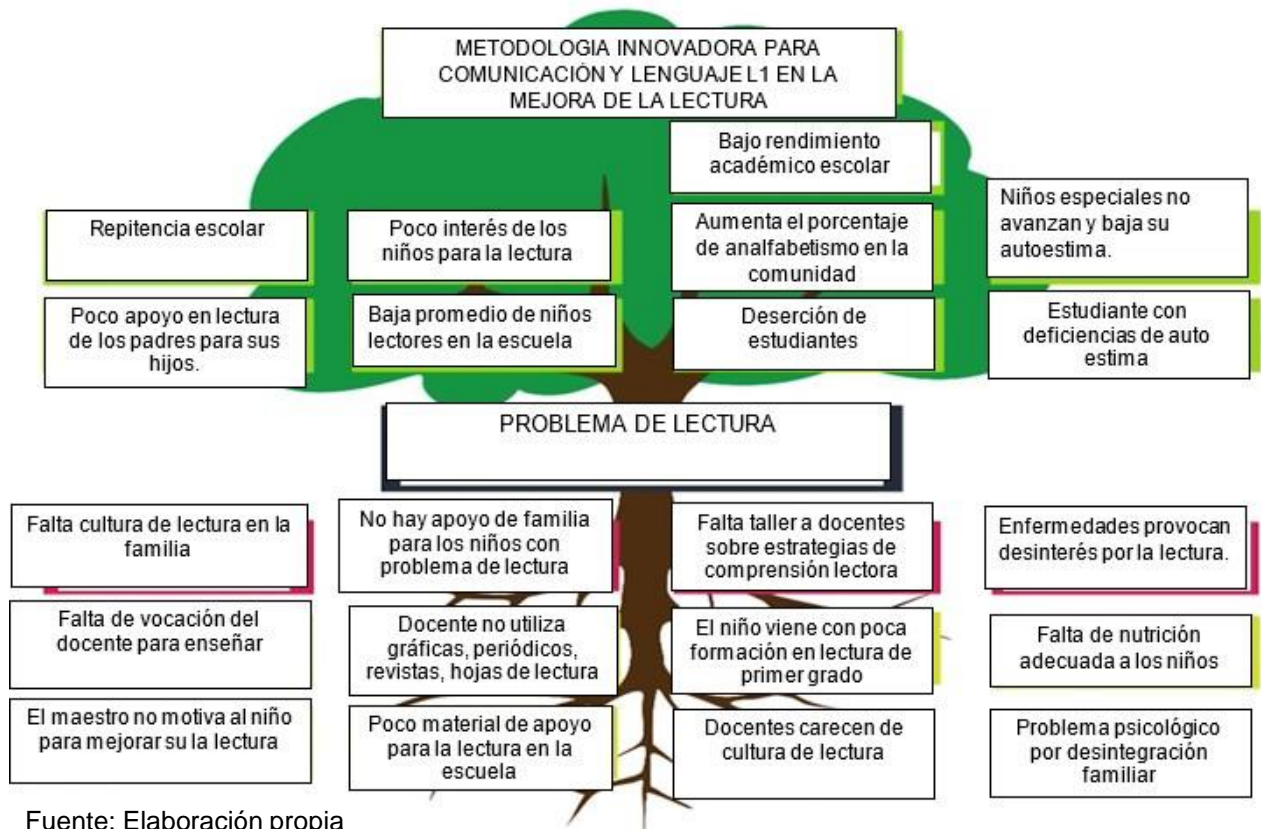 METODOLOGIA INNOVADORA PARA
COMUNICACIÓN Y LENGUAJE L1 EN LA
MEJORA DE LA LECTURA
Bajo rendimiento
académico escolar
Repitencia escolar
Poco interés de los
niños para la lectura
Aumenta el porcentaje
de analfabetismo en la
comunidad
Niños especiales no
avanzan y baja su
autoestima.
Poco apoyo en lectura
de los padres para sus
hijos.
Baja promedio de niños
lectores en la escuela
Deserción de
estudiantes
Estudiante con
deficiencias de auto
estima
PROBLEMA DE LECTURA
Falta cultura de lectura en la
familia
No hay apoyo de familia
para los niños con
problema de lectura
Falta taller a docentes
sobre estrategias de
comprensión lectora
Enfermedades provocan
desinterés por la lectura.
Falta de vocación del
docente para enseñar
Docente no utiliza
gráficas, periódicos,
revistas, hojas de lectura
El niño viene con poca
formación en lectura de
primer grado
Falta de nutrición
adecuada a los niños
El maestro no motiva al niño
para mejorar su la lectura
Poco material de apoyo
para la lectura en la
escuela
Docentes carecen de
cultura de lectura
Problema psicológico
por desintegración
familiar
Fuente: Elaboración propia